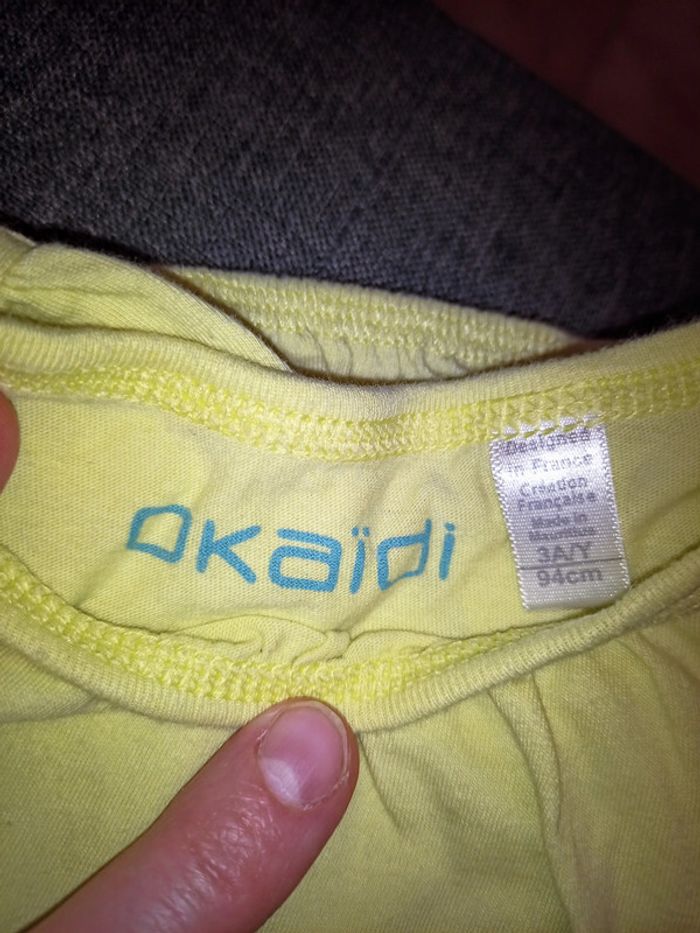 okaïdi
Designed
in France
Création
Française
Made in
Mauritius
3A/Y
94cm